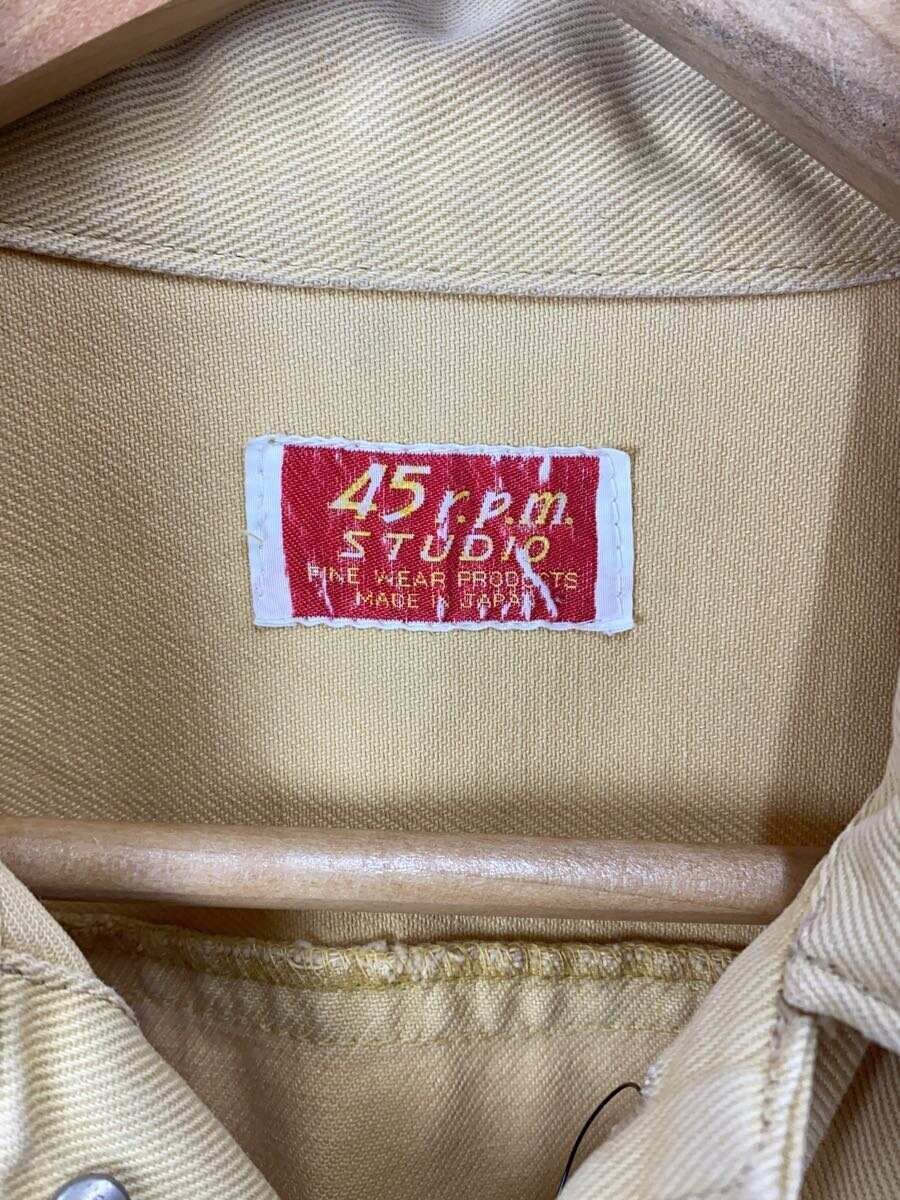 45 r.p.m.
STUDIO
FINE WEAR PRODUCTS
MADE IN JAPAN